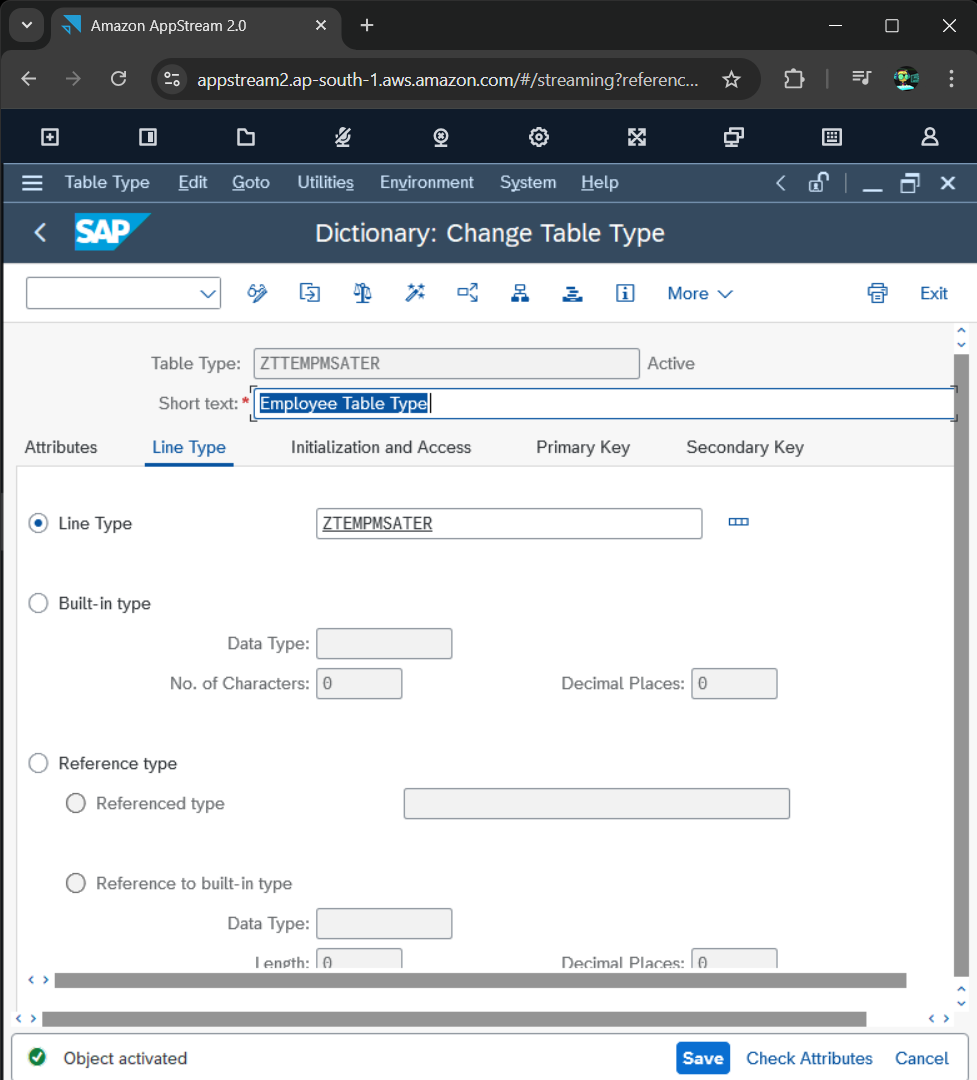 Amazon AppStream 2.0
appstream2.ap-south-1.aws.amazon.com/#/streaming?referenc...
Table Type Edit Goto Utilities Environment System Help
SAP Dictionary: Change Table Type
More Exit
Table Type: ZTTEMPMSATER Active
Short text: * Employee Table Type
Attributes Line Type Initialization and Access Primary Key Secondary Key
Line Type ZTEMPMSATER
Built-in type
Data Type:
No. of Characters: 0 Decimal Places: 0
Reference type
Referenced type
Reference to built-in type
Data Type:
Length: 0 Decimal Places: 0
Object activated Save Check Attributes Cancel